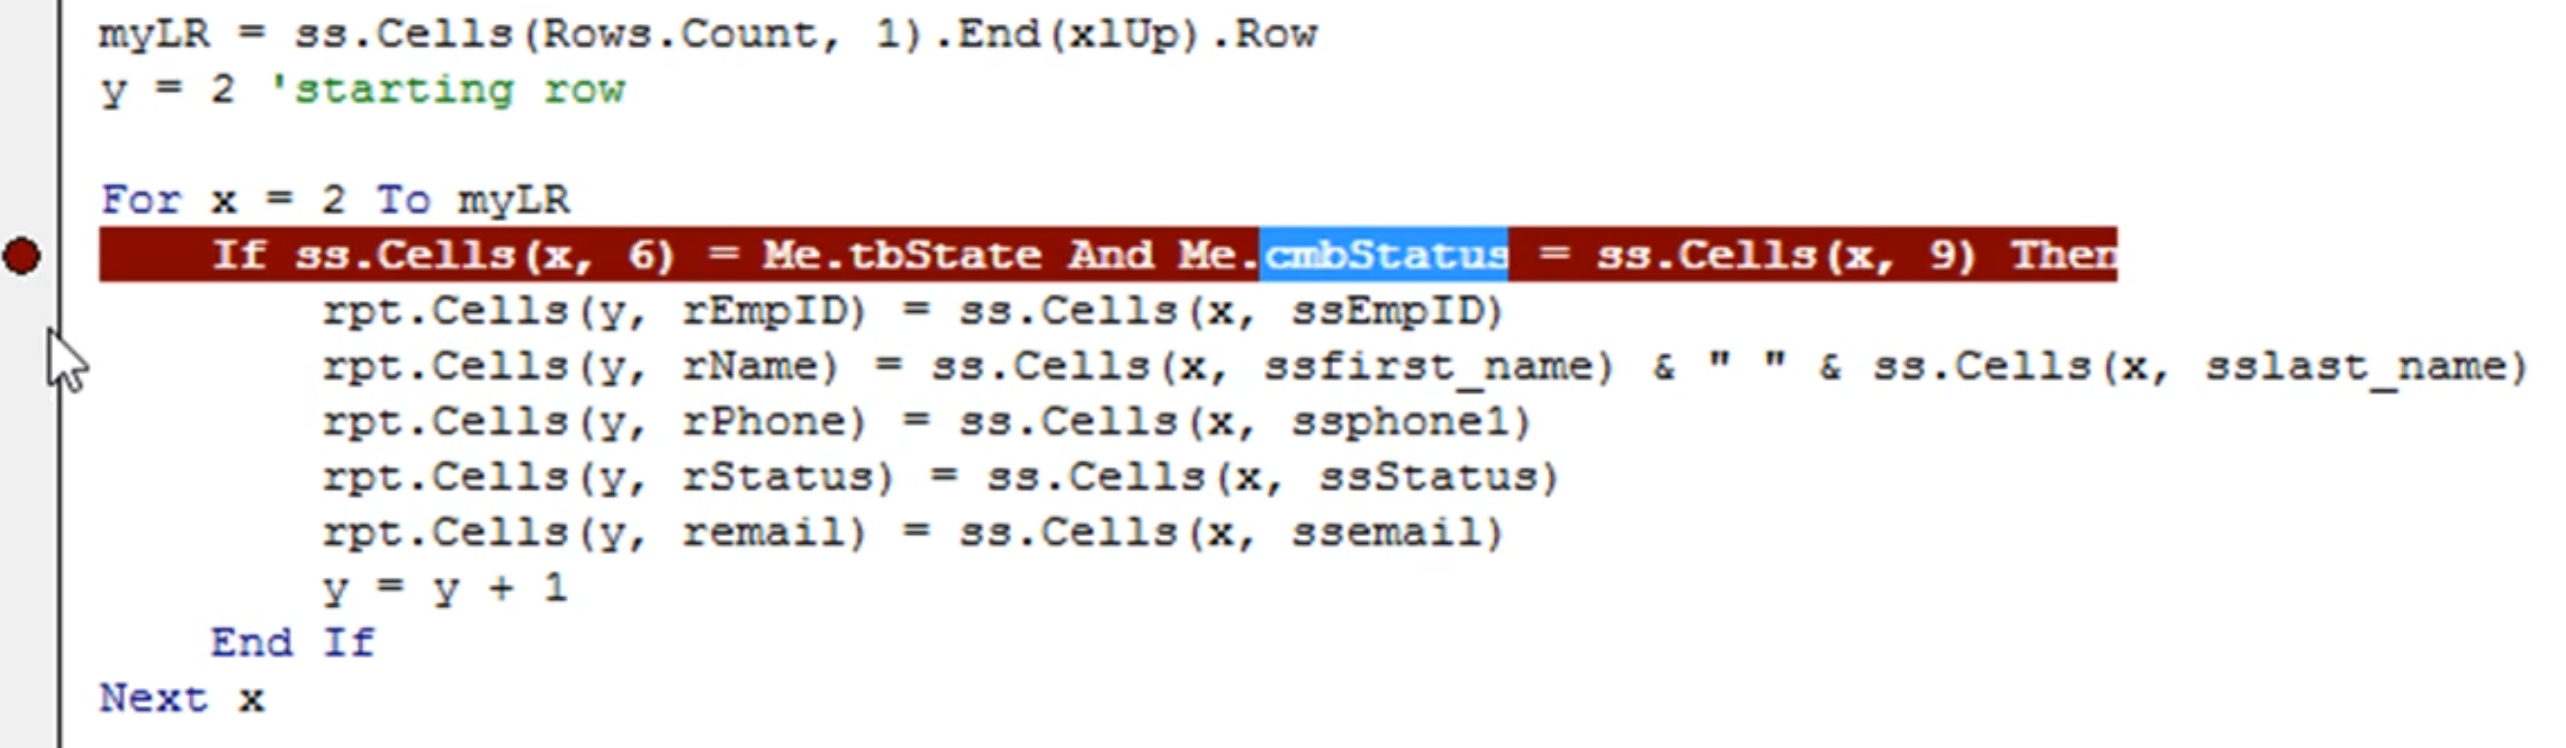 myLR = ss.Cells(Rows.Count, 1).End(xlUp).Row
y = 2 'starting row
For x = 2 To myLR
If ss.Cells(x, 6) = Me.tbState And Me.cmbStatus = ss.Cells(x, 9) Then
rpt.Cells(y, rEmpID) = ss.Cells(x, ssEmpID)
rpt.Cells(y, rName) = ss.Cells(x, ssfirst_name) & " " & ss.Cells(x, sslast_name)
rpt.Cells(y, rPhone) = ss.Cells(x, ssphone1)
rpt.Cells(y, rStatus) = ss.Cells(x, ssStatus)
rpt.Cells(y, remail) = ss.Cells(x, ssemail)
y = y + 1
End If
Next x